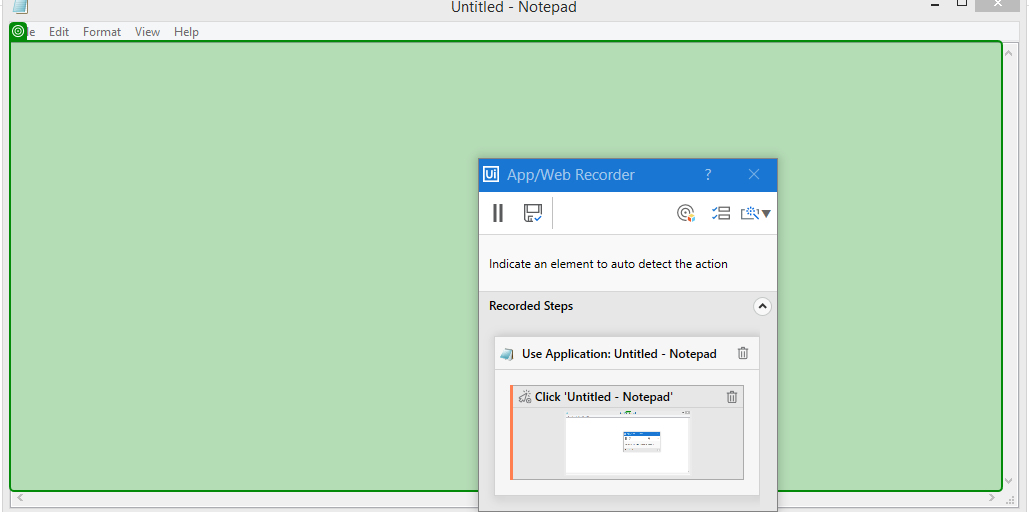 Untitled - Notepad
le Edit Format View Help
Ui App/Web Recorder ?
Indicate an element to auto detect the action
Recorded Steps
Use Application: Untitled - Notepad
Click 'Untitled - Notepad'